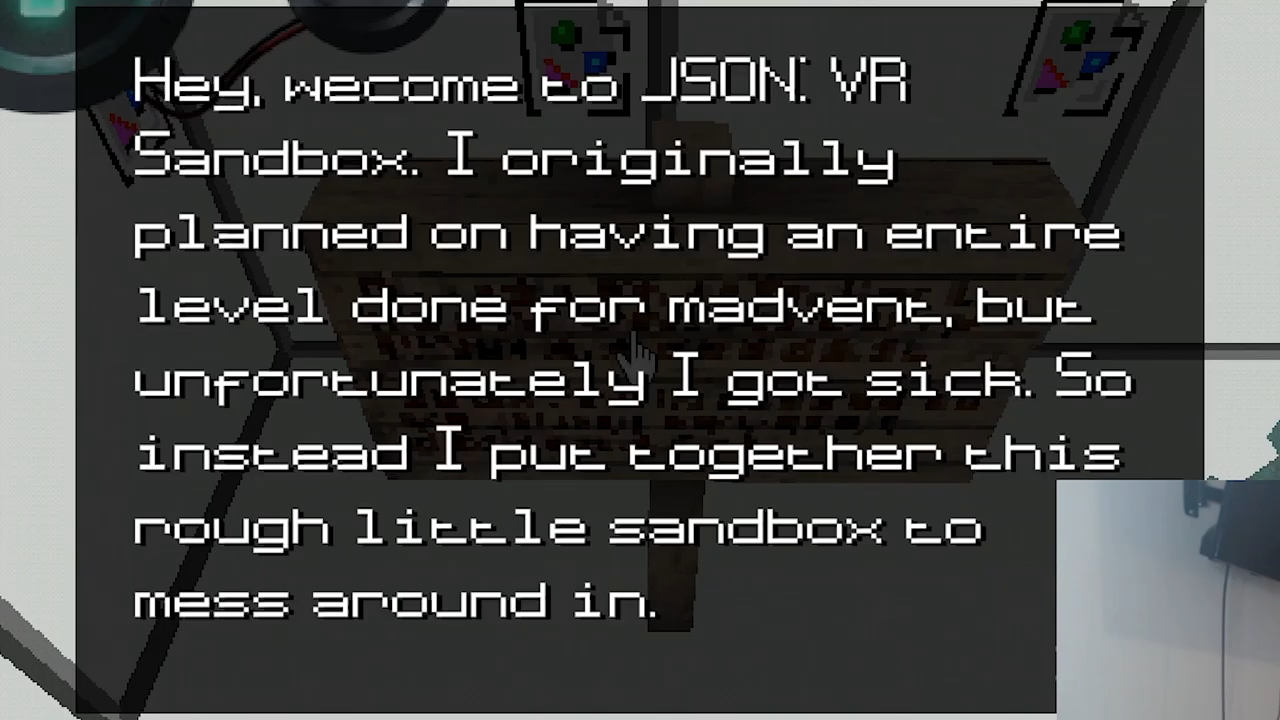 Hey, wecome to JSON: VR
Sandbox. I originally
planned on having an entire
level done for madvent, but
unfortunately I got sick. So
instead I put together this
rough little sandbox to
mess around in.